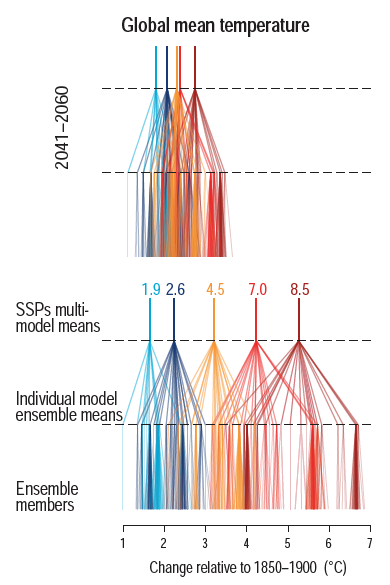 Global mean temperature
2041–2060
1.9 2.6 4.5 7.0 8.5
SSPs multi-
model means
Individual model
ensemble means
Ensemble
members
1 2 3 4 5 6 7
Change relative to 1850–1900 (°C)